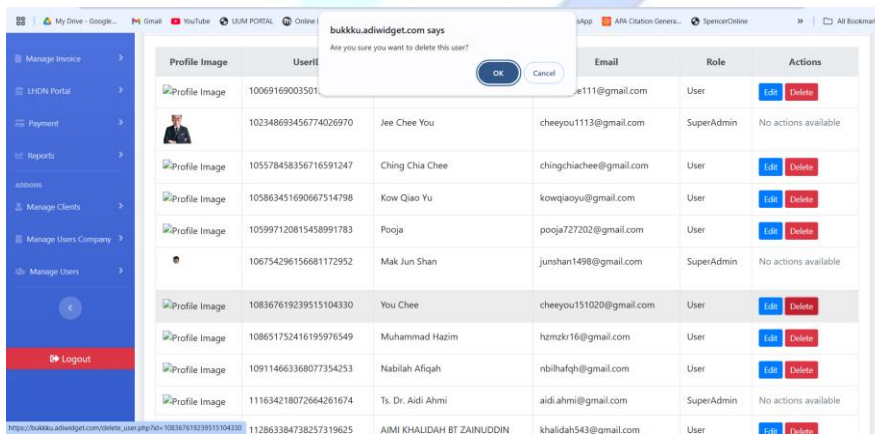 My Drive - Google... Gmail YouTube UUM PORTAL Online APA Citation Genera... SpencerOnline » All Bookmar
bukkku.adiwidget.com says
Are you sure you want to delete this user?
OK Cancel
Manage Invoice
LHDN Portal
Payment
Reports
ADDONS
Manage Clients
Manage Users Company
Manage Users
Logout
Profile Image Email Role Actions
Profile Image e111@gmail.com User Edit Delete
102348693456774026970 Jee Chee You cheeyou1113@gmail.com SuperAdmin No actions available
Profile Image 105578458356716591247 Ching Chia Chee chingchiachee@gmail.com User Edit Delete
Profile Image 105863451690667514798 Kow Qiao Yu kowqiaoyu@gmail.com User Edit Delete
Profile Image 105997120815458991783 Pooja pooja727202@gmail.com User Edit Delete
106754296156681172952 Mak Jun Shan junshan1498@gmail.com SuperAdmin No actions available
Profile Image 108367619239515104330 You Chee cheeyou151020@gmail.com User Edit Delete
Profile Image 108651752416195976549 Muhammad Hazim hzmzkr16@gmail.com User Edit Delete
Profile Image 109114663368077354253 Nabilah Afiqah nbilhafqh@gmail.com User Edit Delete
Profile Image 111634218072664261674 Ts. Dr. Aidi Ahmi aidi.ahmi@gmail.com SuperAdmin No actions available
112863384738257319625 AIMI KHALIDAH BT ZAINUDDIN khalidah543@gmail.com User Edit Delete
https://bukkku.adiwidget.com/delete_user.php?id=108367619239515104330